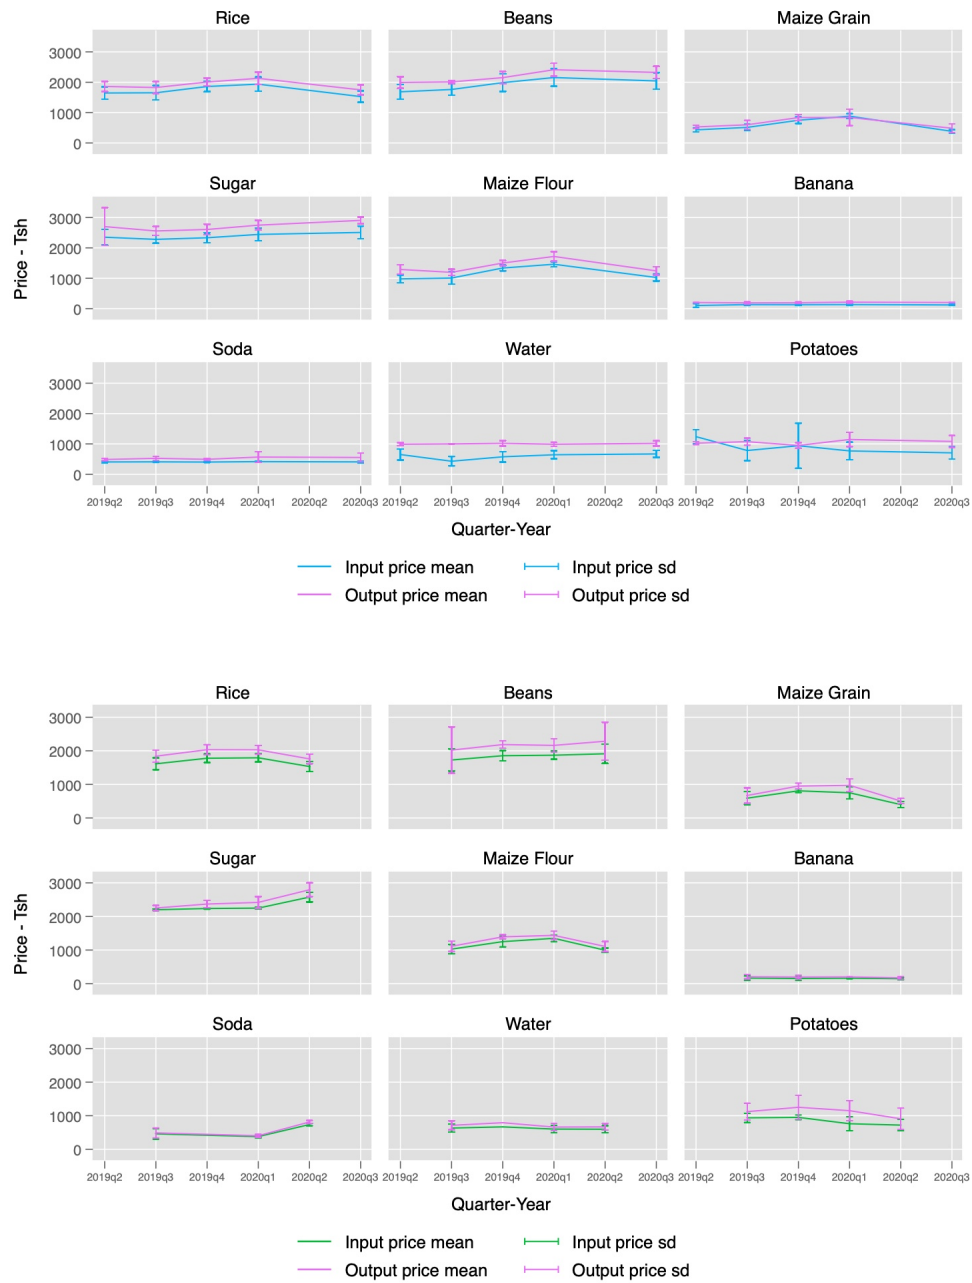 Rice Beans Maize Grain
3000
2000
1000
0
Sugar Maize Flour Banana
3000
2000
1000
0
Price - Tsh
Soda Water Potatoes
3000
2000
1000
0
2019q2 2019q3 2019q4 2020q1 2020q2 2020q3 2019q2 2019q3 2019q4 2020q1 2020q2 2020q3 2019q2 2019q3 2019q4 2020q1 2020q2 2020q3
Quarter-Year
Input price mean Input price sd
Output price mean Output price sd
Rice Beans Maize Grain
3000
2000
1000
0
Sugar Maize Flour Banana
3000
2000
1000
0
Price - Tsh
Soda Water Potatoes
3000
2000
1000
0
2019q2 2019q3 2019q4 2020q1 2020q2 2020q3 2019q2 2019q3 2019q4 2020q1 2020q2 2020q3 2019q2 2019q3 2019q4 2020q1 2020q2 2020q3
Quarter-Year
Input price mean Input price sd
Output price mean Output price sd